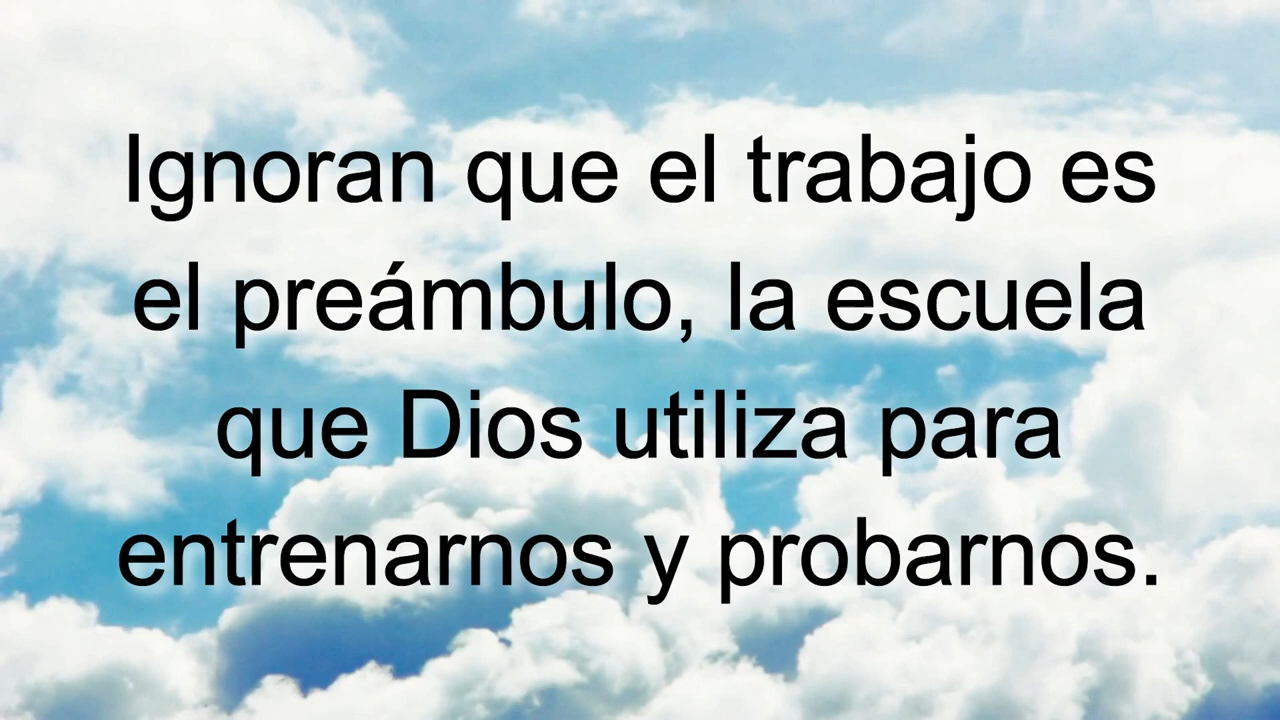 Ignoran que el trabajo es
el preámbulo, la escuela
que Dios utiliza para
entrenarnos y probarnos.